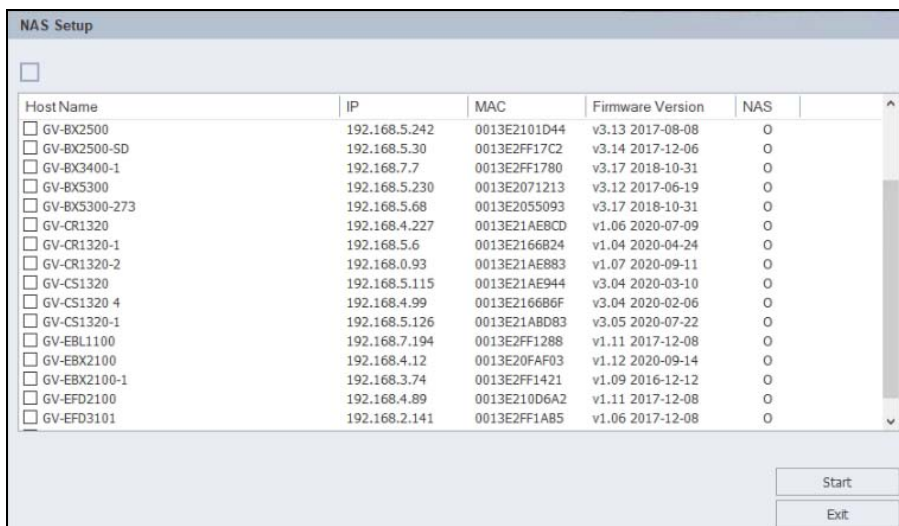 NAS Setup
Host Name IP MAC Firmware Version NAS
GV-BX2500 192.168.5.242 0013E2101D44 v3.13 2017-08-08 O
GV-BX2500-SD 192.168.5.30 0013E2FF17C2 v3.14 2017-12-06 O
GV-BX3400-1 192.168.7.7 0013E2FF1780 v3.17 2018-10-31 O
GV-BX5300 192.168.5.230 0013E2071213 v3.12 2017-06-19 O
GV-BX5300-273 192.168.5.68 0013E2055093 v3.17 2018-10-31 O
GV-CR1320 192.168.4.227 0013E21AE8CD v1.06 2020-07-09 O
GV-CR1320-1 192.168.5.6 0013E2166B24 v1.04 2020-04-24 O
GV-CR1320-2 192.168.0.93 0013E21AE883 v1.07 2020-09-11 O
GV-CS1320 192.168.5.115 0013E21AE944 v3.04 2020-03-10 O
GV-CS1320 4 192.168.4.99 0013E2166B6F v3.04 2020-02-06 O
GV-CS1320-1 192.168.5.126 0013E21ABD83 v3.05 2020-07-22 O
GV-EBL1100 192.168.7.194 0013E2FF1288 v1.11 2017-12-08 O
GV-EBX2100 192.168.4.12 0013E20FAF03 v1.12 2020-09-14 O
GV-EBX2100-1 192.168.3.74 0013E2FF1421 v1.09 2016-12-12 O
GV-EFD2100 192.168.4.89 0013E210D6A2 v1.11 2017-12-08 O
GV-EFD3101 192.168.2.141 0013E2FF1AB5 v1.06 2017-12-08 O
Start
Exit